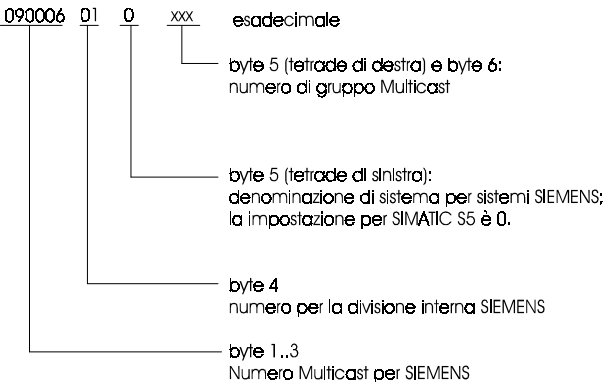 090006 01 0 xxx esadecimale
byte 5 (tetrade di destra) e byte 6:
numero di gruppo Multicast
byte 5 (tetrade di sinistra):
denominazione di sistema per sistemi SIEMENS;
la impostazione per SIMATIC S5 è 0.
byte 4
numero per la divisione interna SIEMENS
byte 1..3
Numero Multicast per SIEMENS